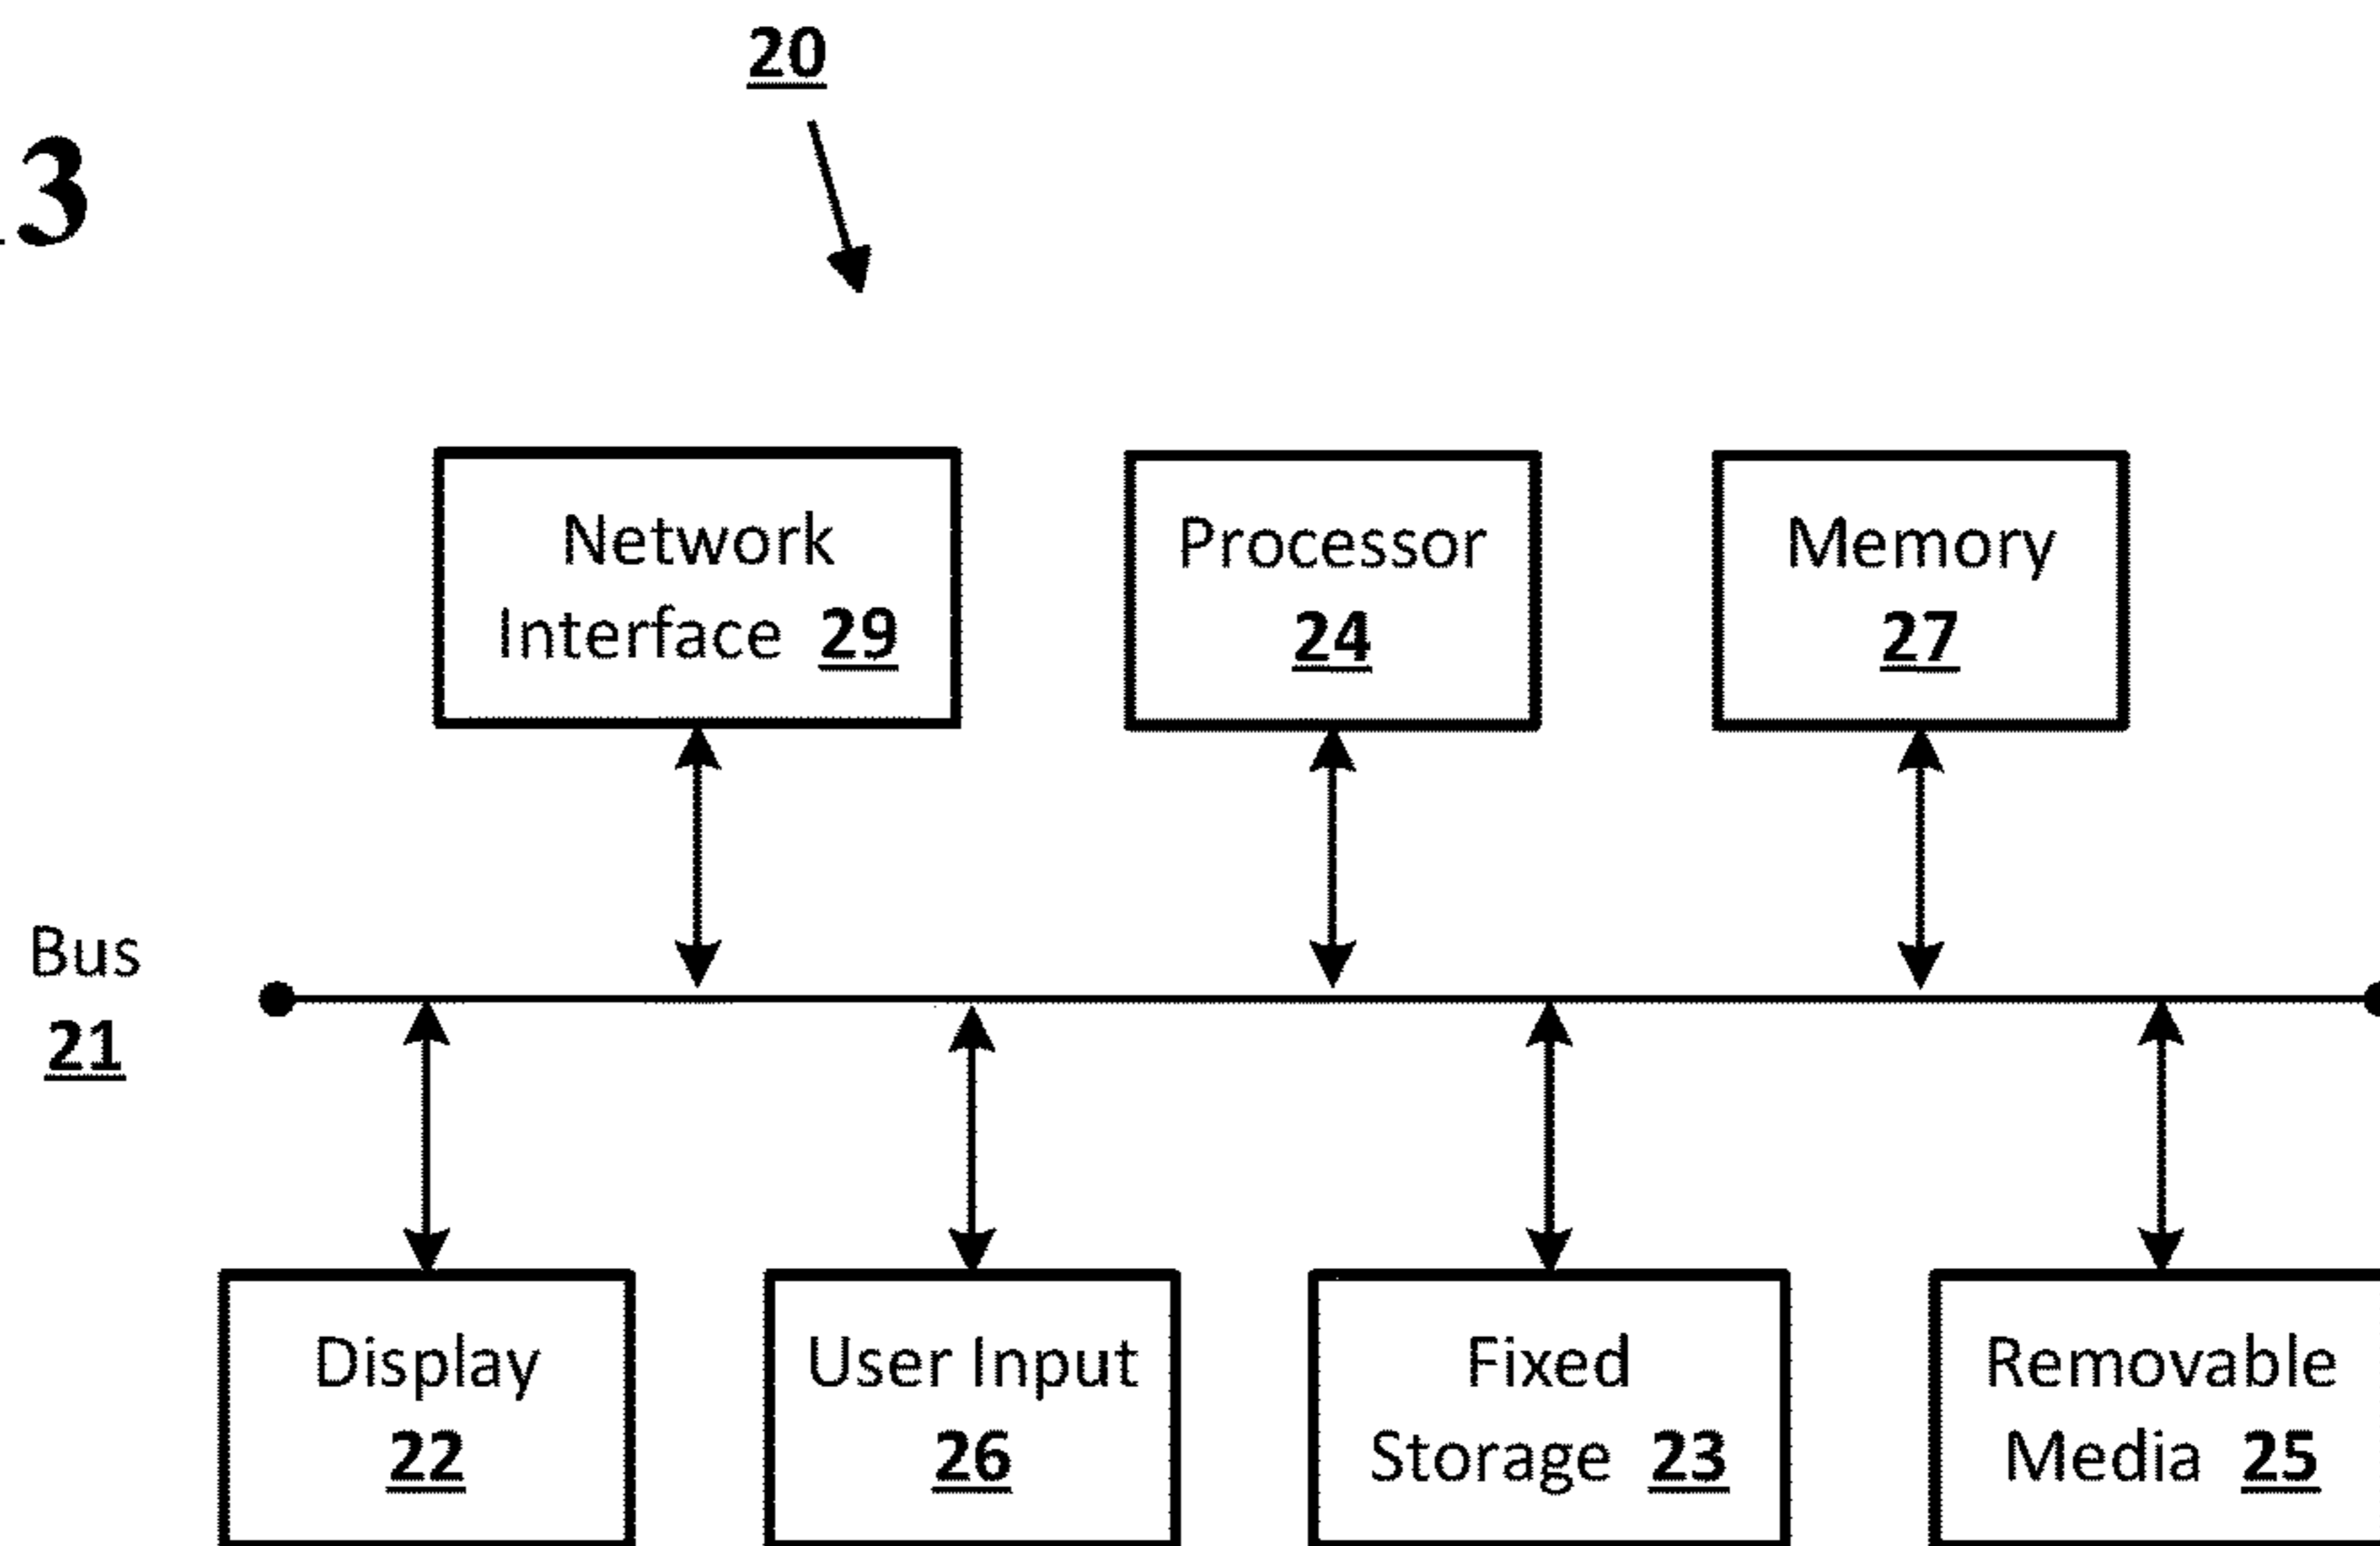 20
.3
Network
Interface 29
Processor
24
Memory
27
Bus
21
Display
22
User Input
26
Fixed
Storage 23
Removable
Media 25